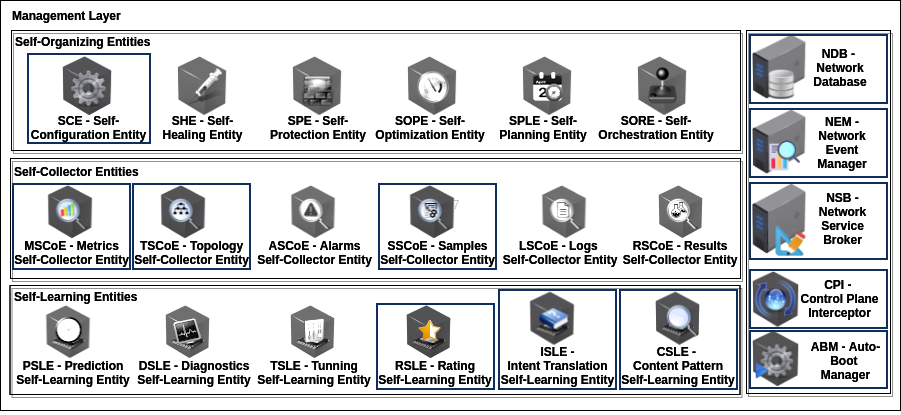 Management Layer
Self-Organizing Entities
SCE - Self-
Configuration Entity
SHE - Self-
Healing Entity
SPE - Self-
Protection Entity
SOPE - Self-
Optimization Entity
April
2
SPLE - Self-
Planning Entity
SORE - Self-
Orchestration Entity
Self-Collector Entities
MSCoE - Metrics
Self-Collector Entity
TSCoE - Topology
Self-Collector Entity
ASCoE - Alarms
Self-Collector Entity
7
SSCoE - Samples
Self-Collector Entity
LSCoE - Logs
Self-Collector Entity
RSCoE - Results
Self-Collector Entity
Self-Learning Entities
PSLE - Prediction
Self-Learning Entity
DSLE - Diagnostics
Self-Learning Entity
TSLE - Tunning
Self-Learning Entity
RSLE - Rating
Self-Learning Entity
ISLE -
Intent Translation
Self-Learning Entity
CSLE -
Content Pattern
Self-Learning Entity
NDB -
Network
Database
NEM -
Network
Event
Manager
NSB -
Network
Service
Broker
CPI -
Control Plane
Interceptor
ABM - Auto-
Boot
Manager